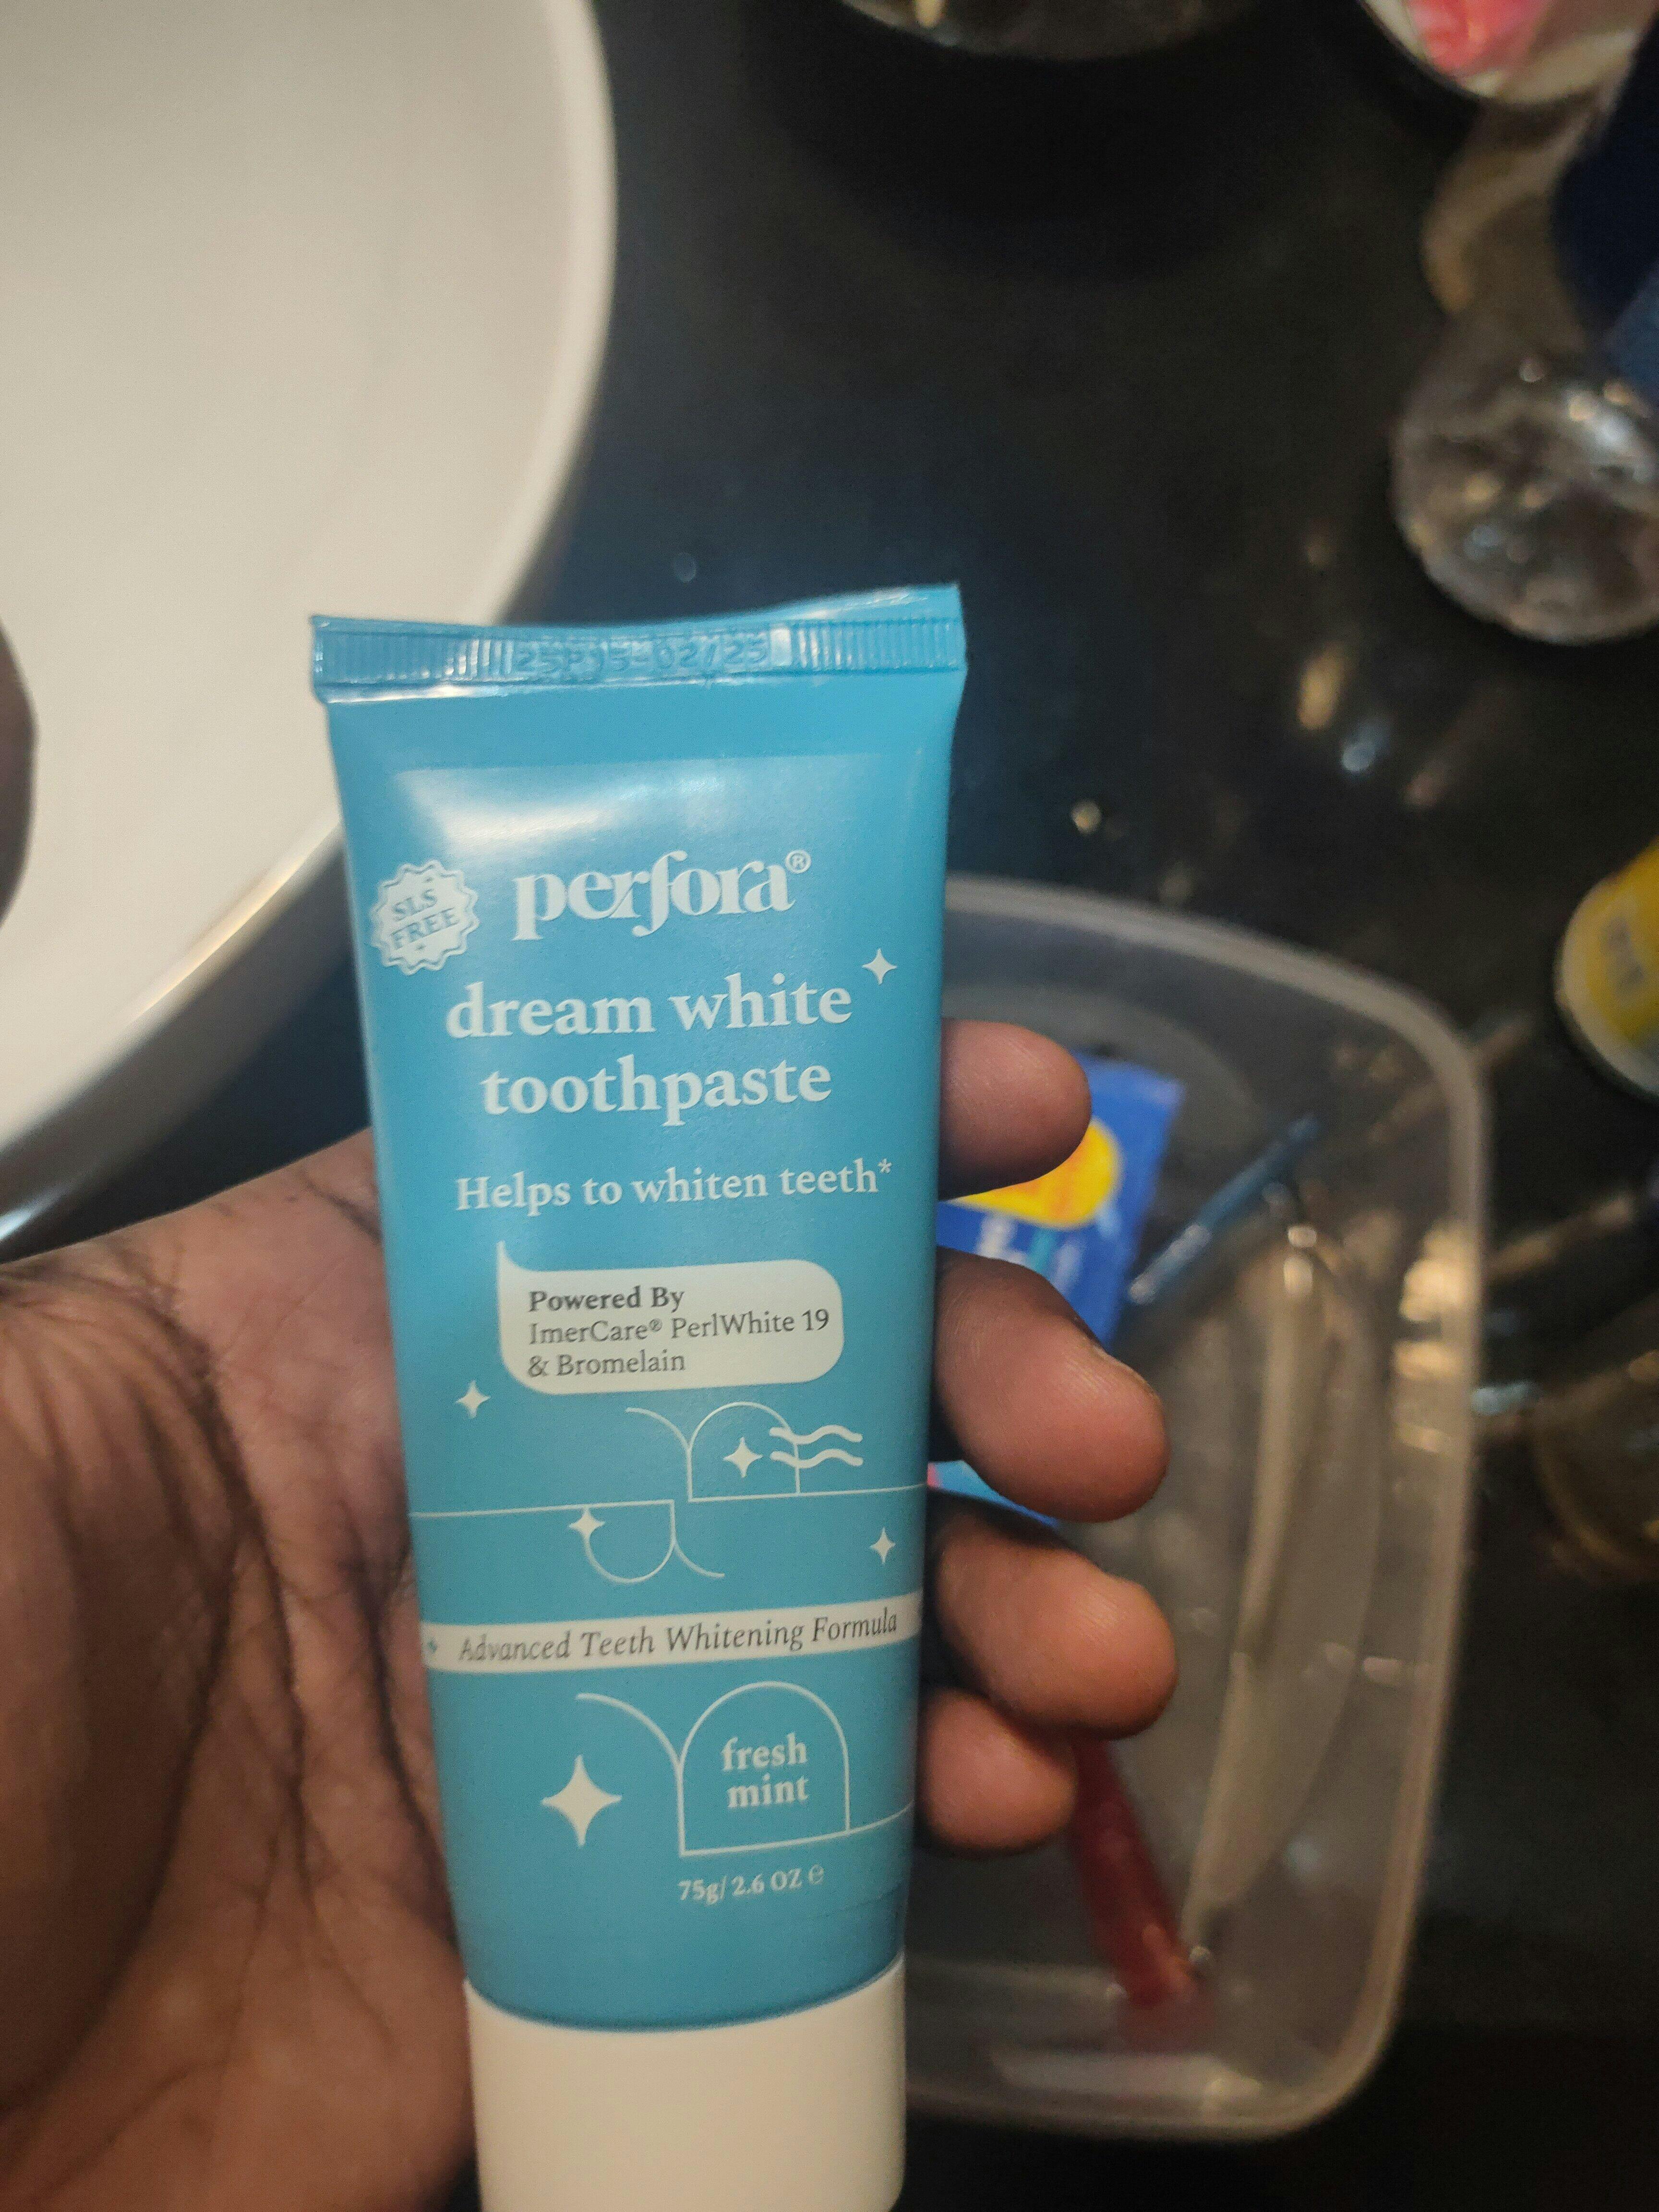 perfora®
SLS
FREE
dream white
toothpaste
Helps to whiten teeth*
Powered By
ImerCare® PerlWhite 19
& Bromelain
Advanced Teeth Whitening Formula
fresh
mint
75g/ 2.6 OZ ℮